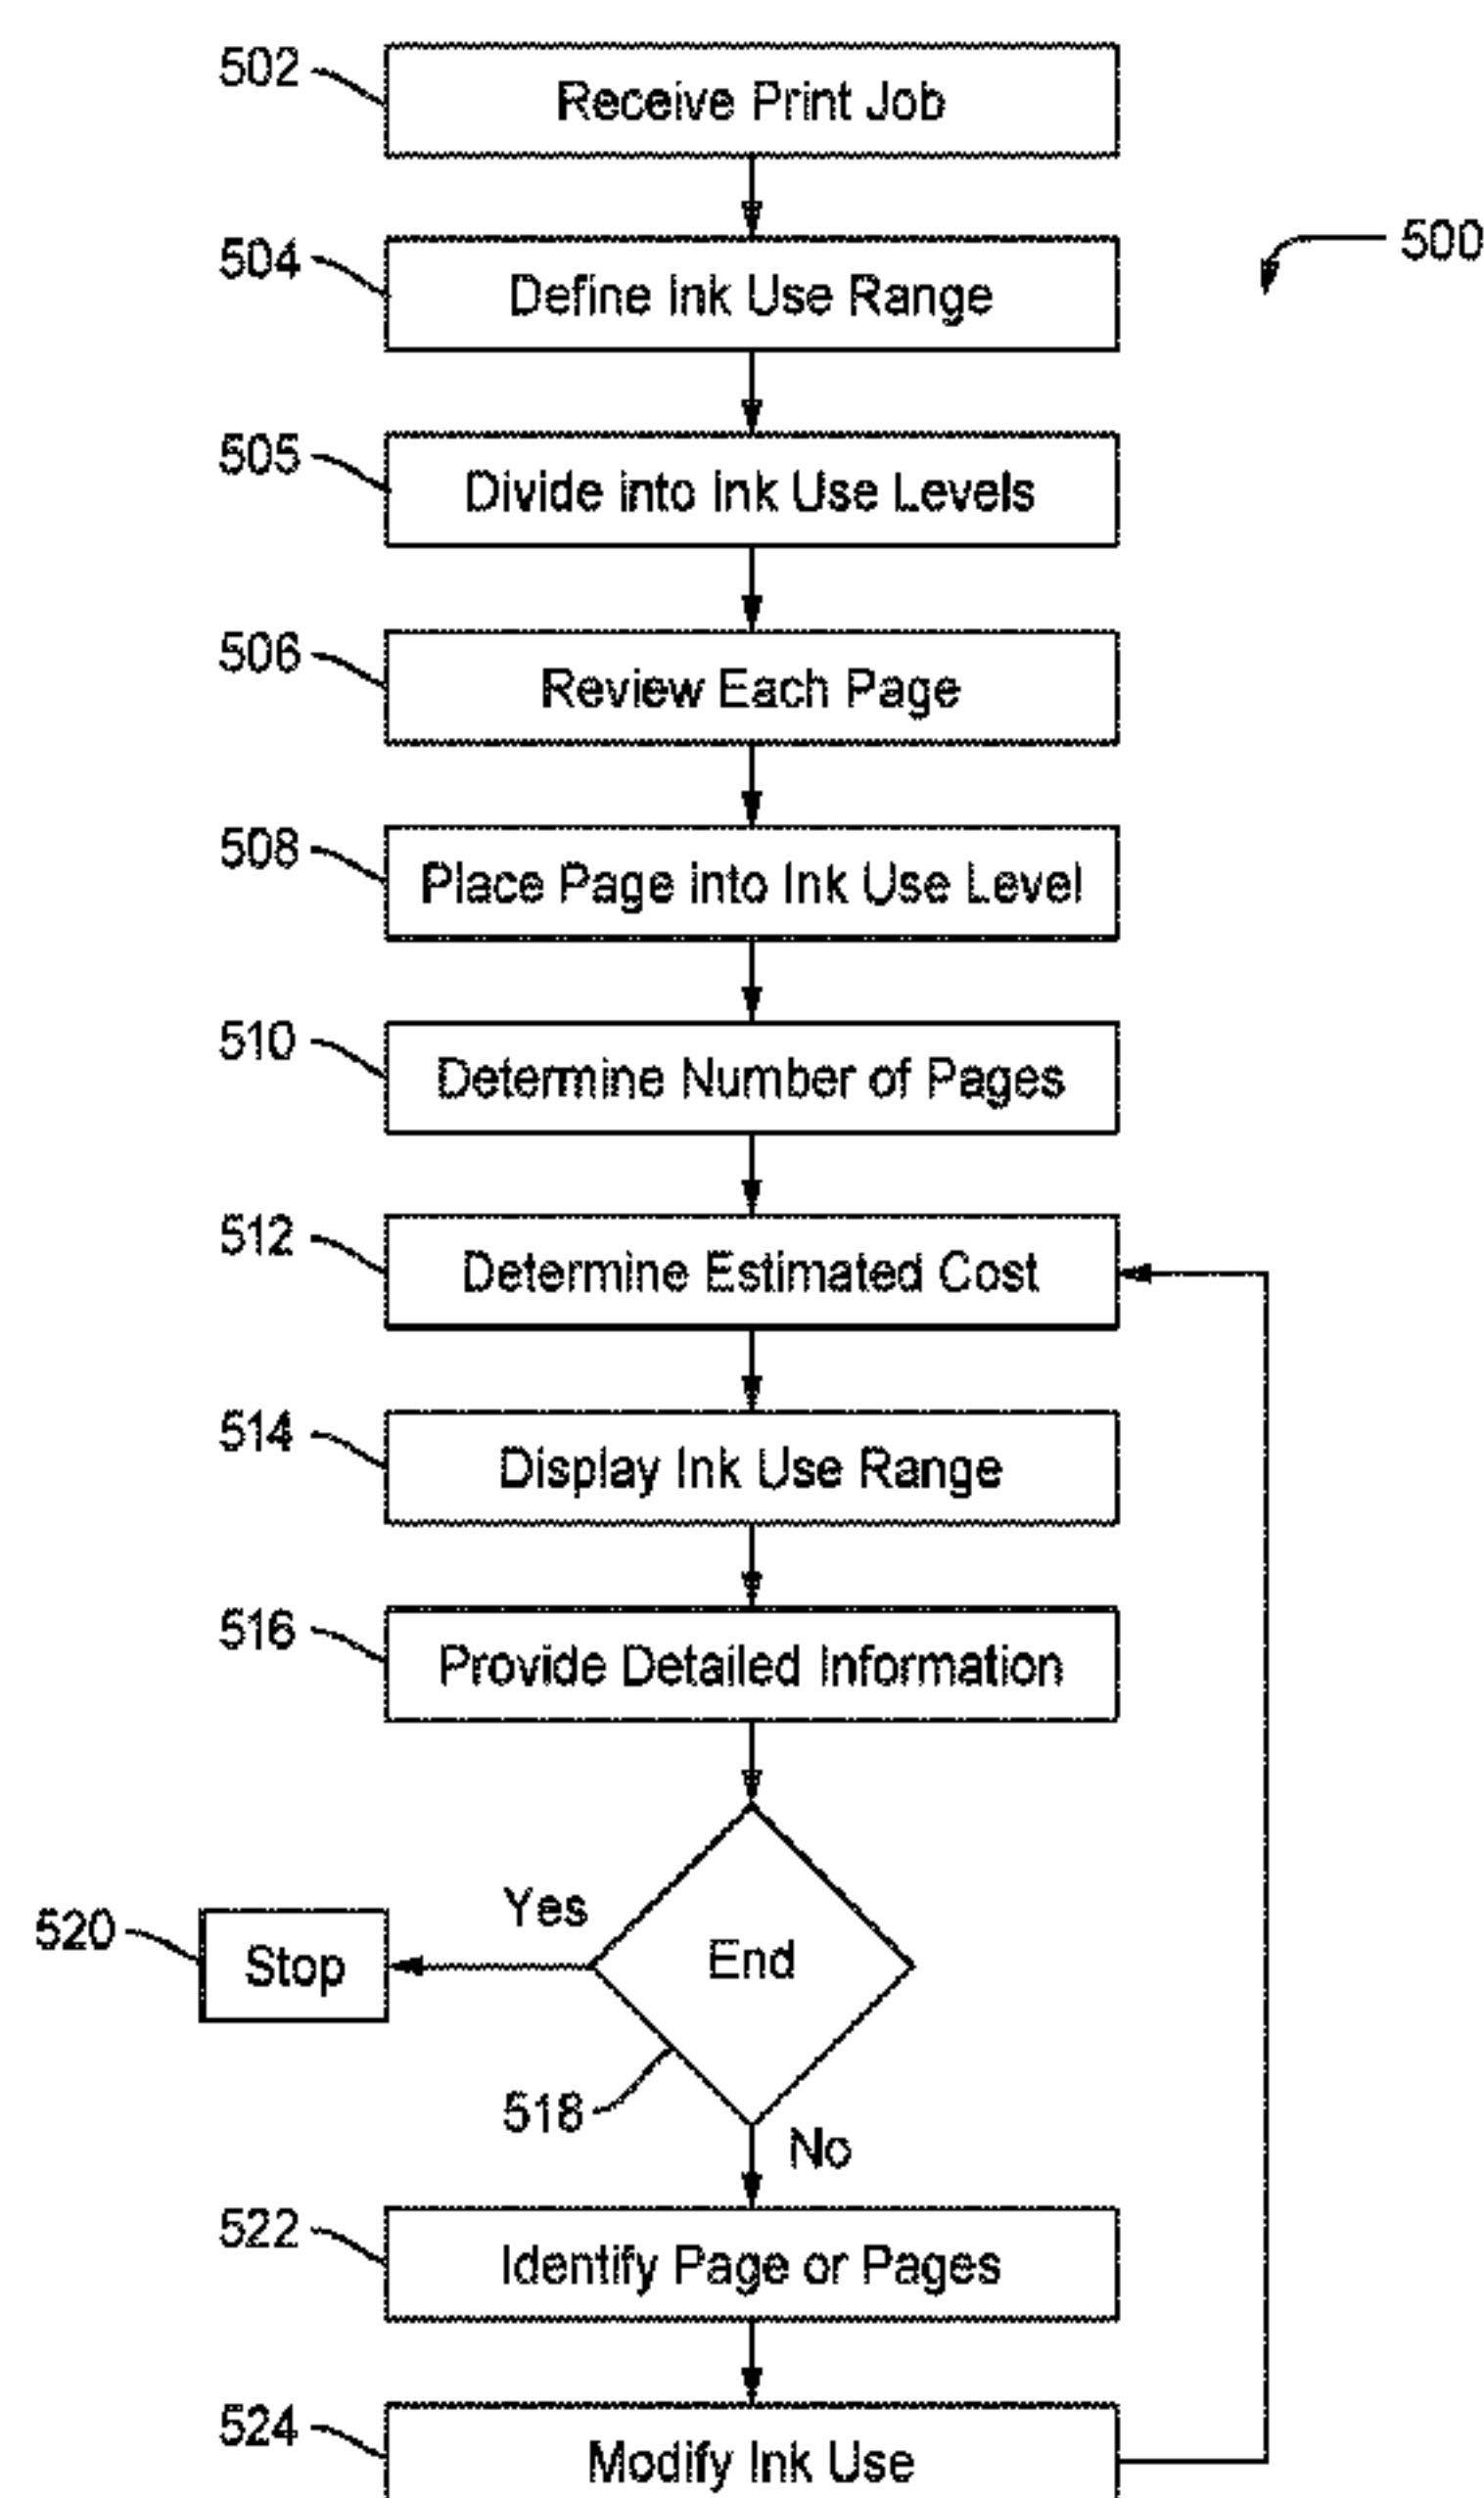 502
Receive Print Job
500
504
Define Ink Use Range
505
Divide into Ink Use Levels
506
Review Each Page
508
Place Page into Ink Use Level
510
Determine Number of Pages
512
Determine Estimated Cost
514
Display Ink Use Range
516
Provide Detailed Information
Yes
520
Stop
End
518
No
522
Identify Page or Pages
524
Modify Ink Use